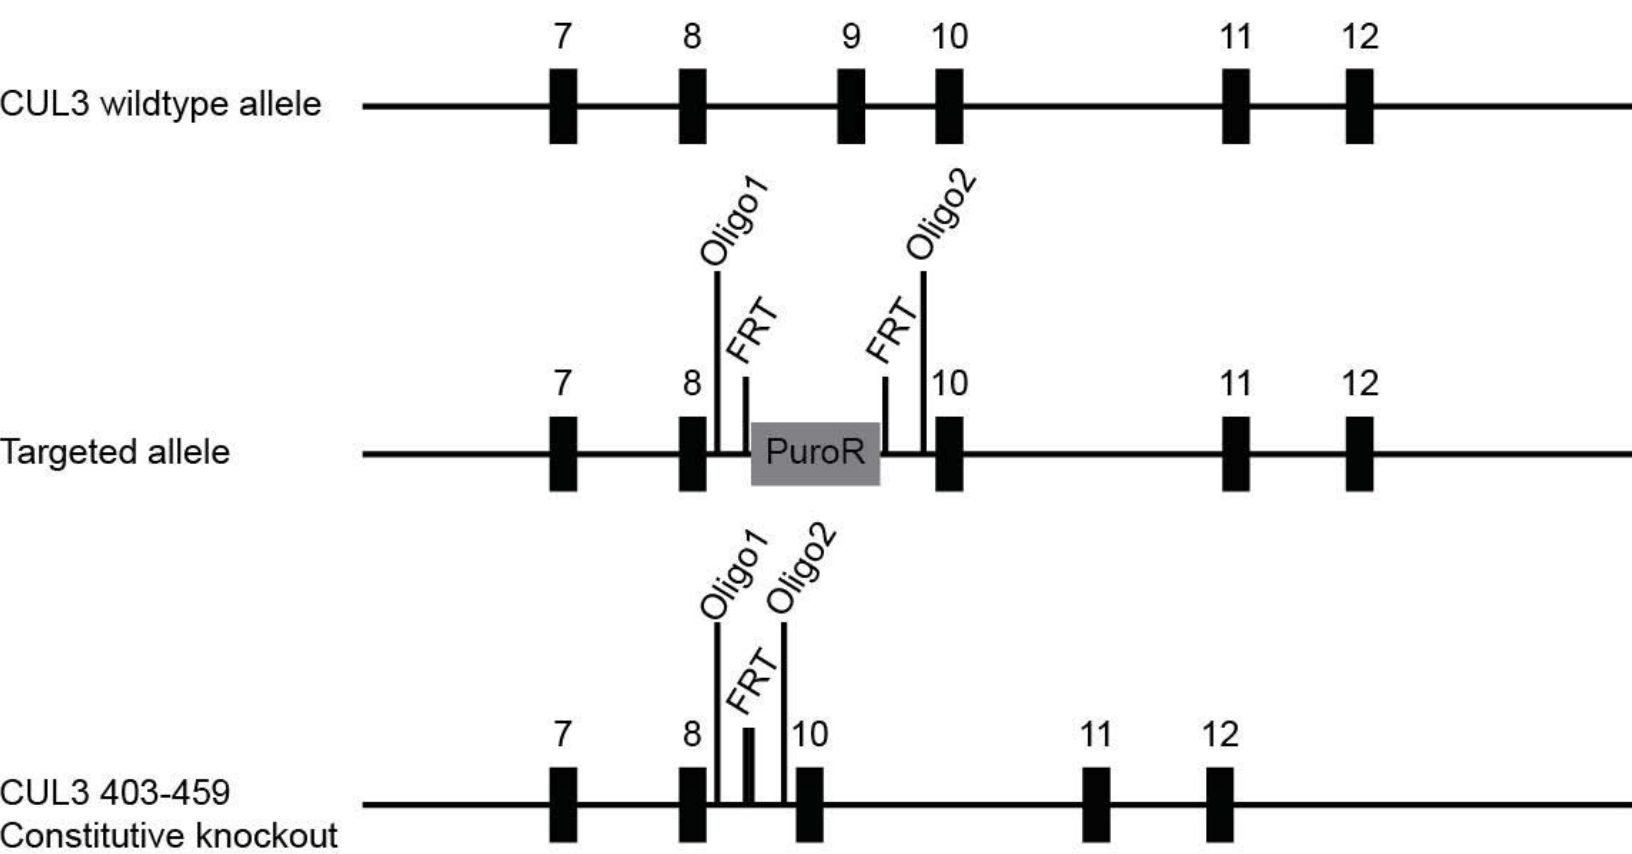 7 8 9 10 11 12
CUL3 wildtype allele
Oligo1 Oligo2
FRT FRT
7 8 10 11 12
Targeted allele PuroR
Oligo1 Oligo2
FRT
7 8 10 11 12
CUL3 403-459
Constitutive knockout